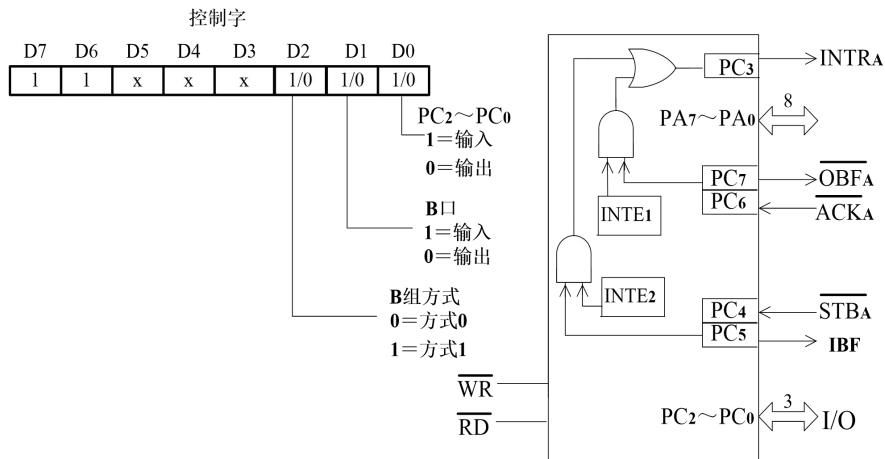 控制字
D7 D6 D5 D4 D3 D2 D1 D0
1 1 x x x 1/0 1/0 1/0
PC2～PC0
1＝输入
0＝输出
B口
1＝输入
0＝输出
B组方式
0＝方式0
1＝方式1
PC3 INTRA
PA7～PA0 8
PC7 OBFA
PC6 ACKA
INTE1
INTE2
PC4 STBA
PC5 IBF
WR
RD
PC2～PC0 3 I/O